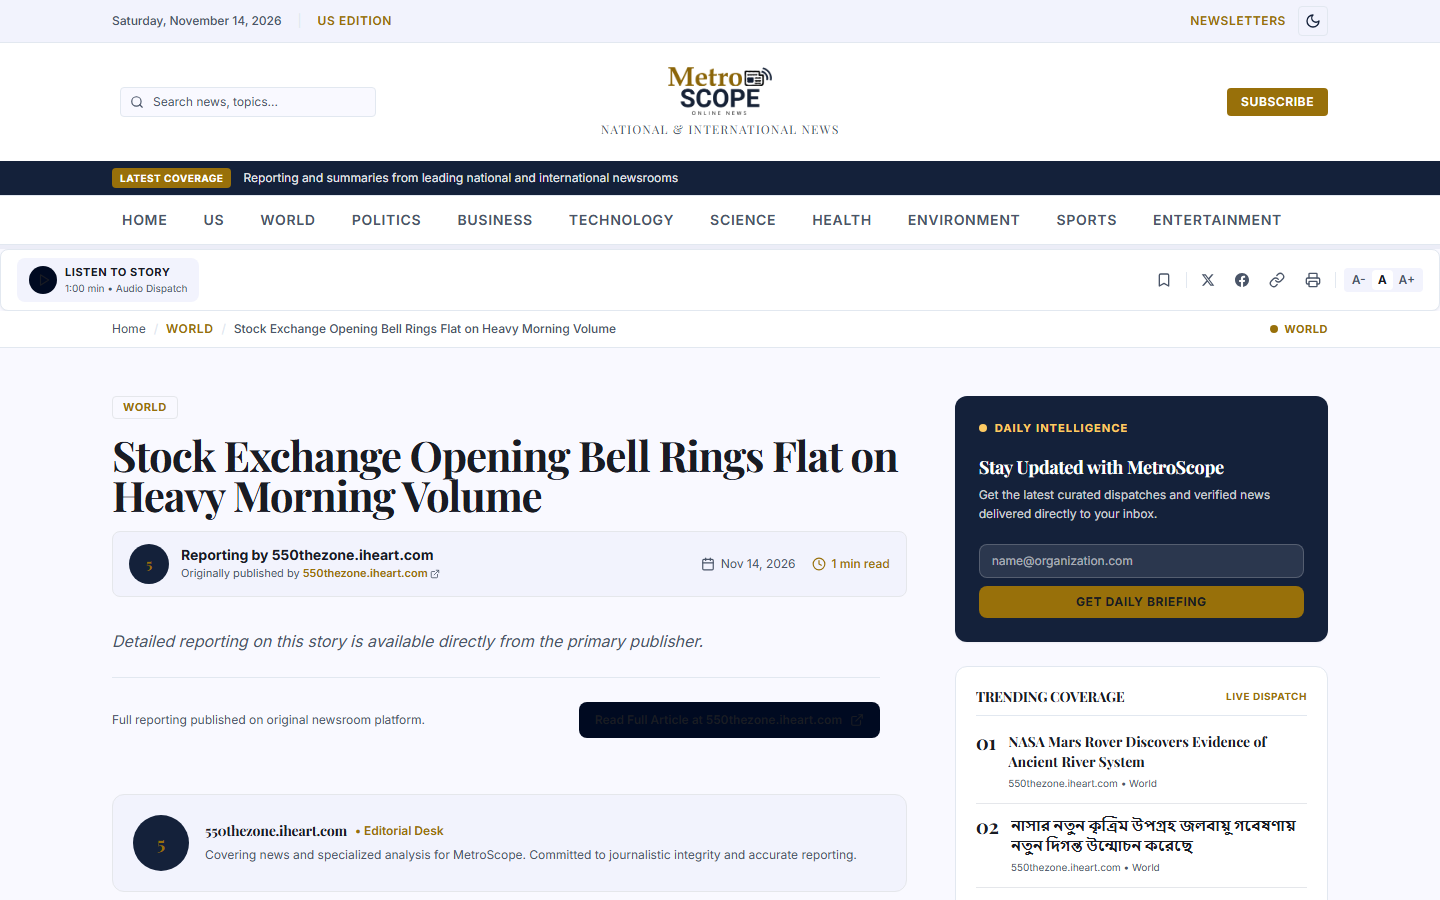 Saturday, November 14, 2026
US EDITION
NEWSLETTERS
Search news, topics...
Metro
SCOPE
ONLINE NEWS
NATIONAL & INTERNATIONAL NEWS
SUBSCRIBE
LATEST COVERAGE
Reporting and summaries from leading national and international newsrooms
HOME US WORLD POLITICS BUSINESS TECHNOLOGY SCIENCE HEALTH ENVIRONMENT SPORTS ENTERTAINMENT
LISTEN TO STORY
1:00 min • Audio Dispatch
A- A A+
Home / WORLD / Stock Exchange Opening Bell Rings Flat on Heavy Morning Volume
WORLD
WORLD
Stock Exchange Opening Bell Rings Flat on
Heavy Morning Volume
5
Reporting by 550thezone.iheart.com
Originally published by 550thezone.iheart.com
Nov 14, 2026
1 min read
Detailed reporting on this story is available directly from the primary publisher.
Full reporting published on original newsroom platform.
Read Full Article at 550thezone.iheart.com
5
550thezone.iheart.com • Editorial Desk
Covering news and specialized analysis for MetroScope. Committed to journalistic integrity and accurate reporting.
DAILY INTELLIGENCE
Stay Updated with MetroScope
Get the latest curated dispatches and verified news
delivered directly to your inbox.
name@organization.com
GET DAILY BRIEFING
TRENDING COVERAGE
LIVE DISPATCH
01
NASA Mars Rover Discovers Evidence of
Ancient River System
550thezone.iheart.com • World
02
নাসার নতুন কৃত্রিম উপগ্রহ জলবায়ু গবেষণায়
নতুন দিগন্ত উন্মোচন করেছে
550thezone.iheart.com • World